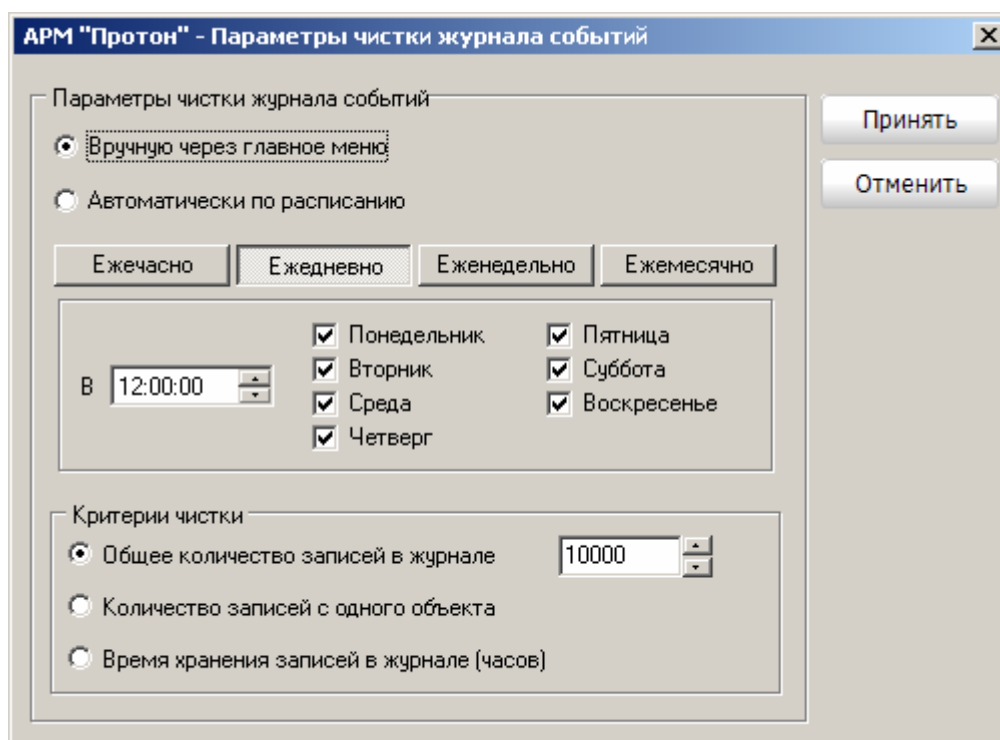 АРМ "Протон" - Параметры чистки журнала событий
Параметры чистки журнала событий
Принять
Вручную через главное меню
Отменить
Автоматически по расписанию
Ежечасно Ежедневно Еженедельно Ежемесячно
Понедельник Пятница
В 12:00:00 Вторник Суббота
Среда Воскресенье
Четверг
Критерии чистки
Общее количество записей в журнале 10000
Количество записей с одного объекта
Время хранения записей в журнале (часов)